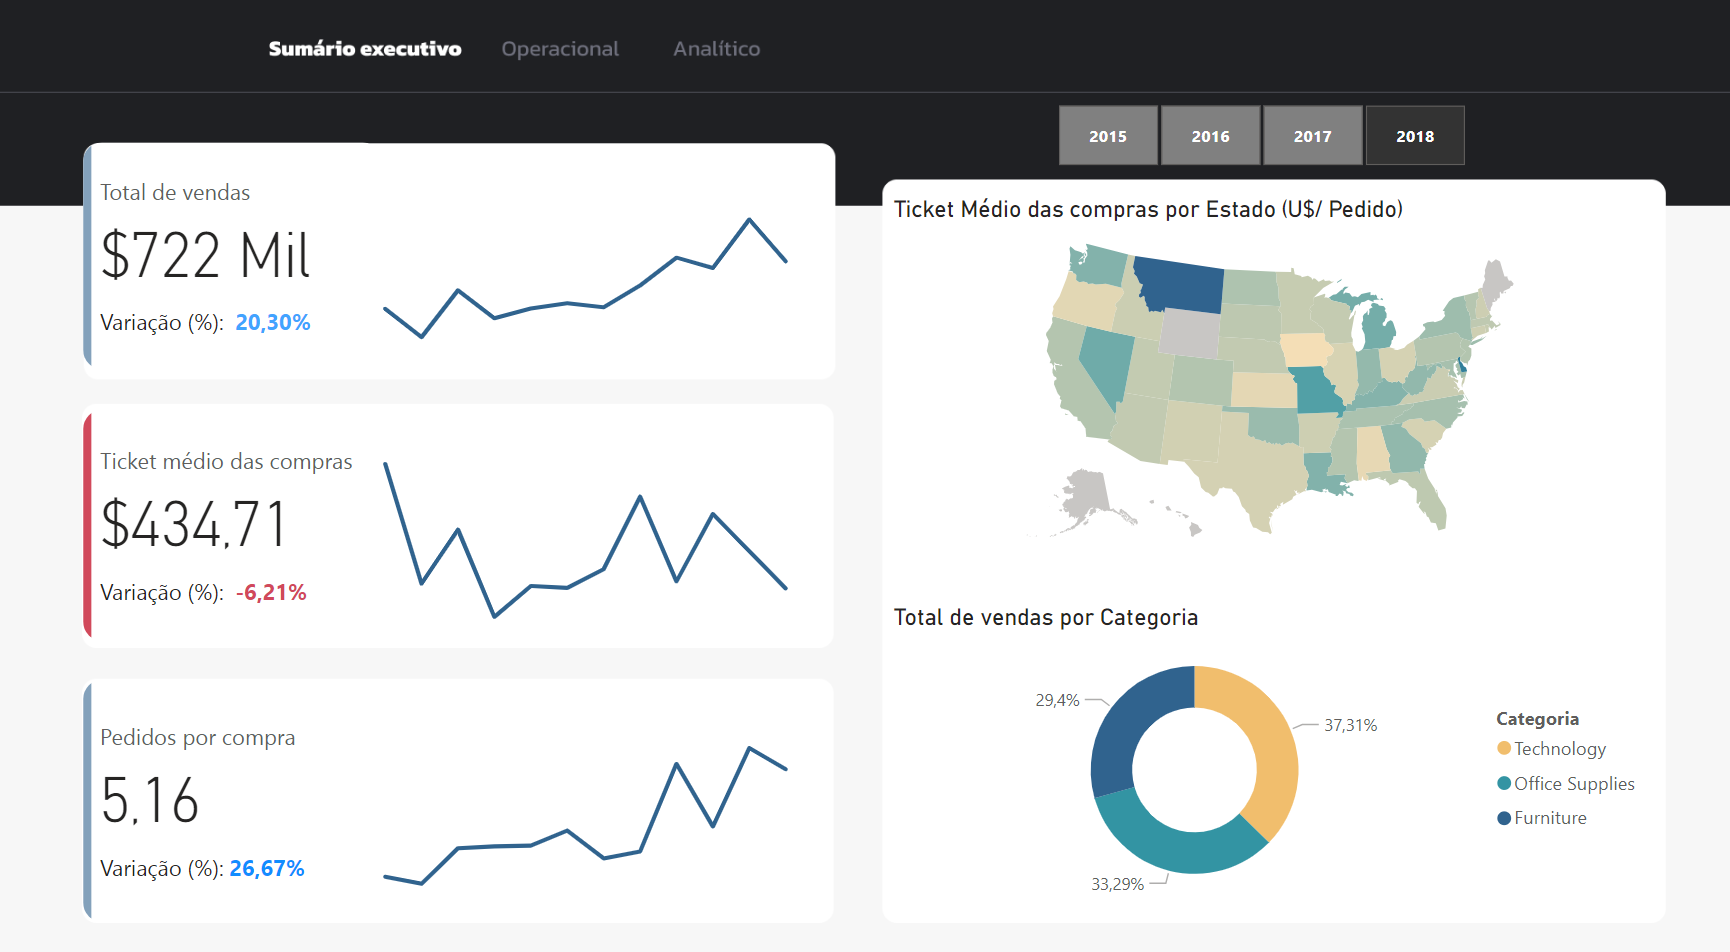 Sumário executivo
Operacional
Analítico
2015
2016
2017
2018
Total de vendas
$722 Mil
Variação (%): 20,30%
Ticket médio das compras
$434,71
Variação (%): -6,21%
Pedidos por compra
5,16
Variação (%): 26,67%
Ticket Médio das compras por Estado (U$/ Pedido)
Total de vendas por Categoria
29,4%
37,31%
33,29%
Categoria
Technology
Office Supplies
Furniture